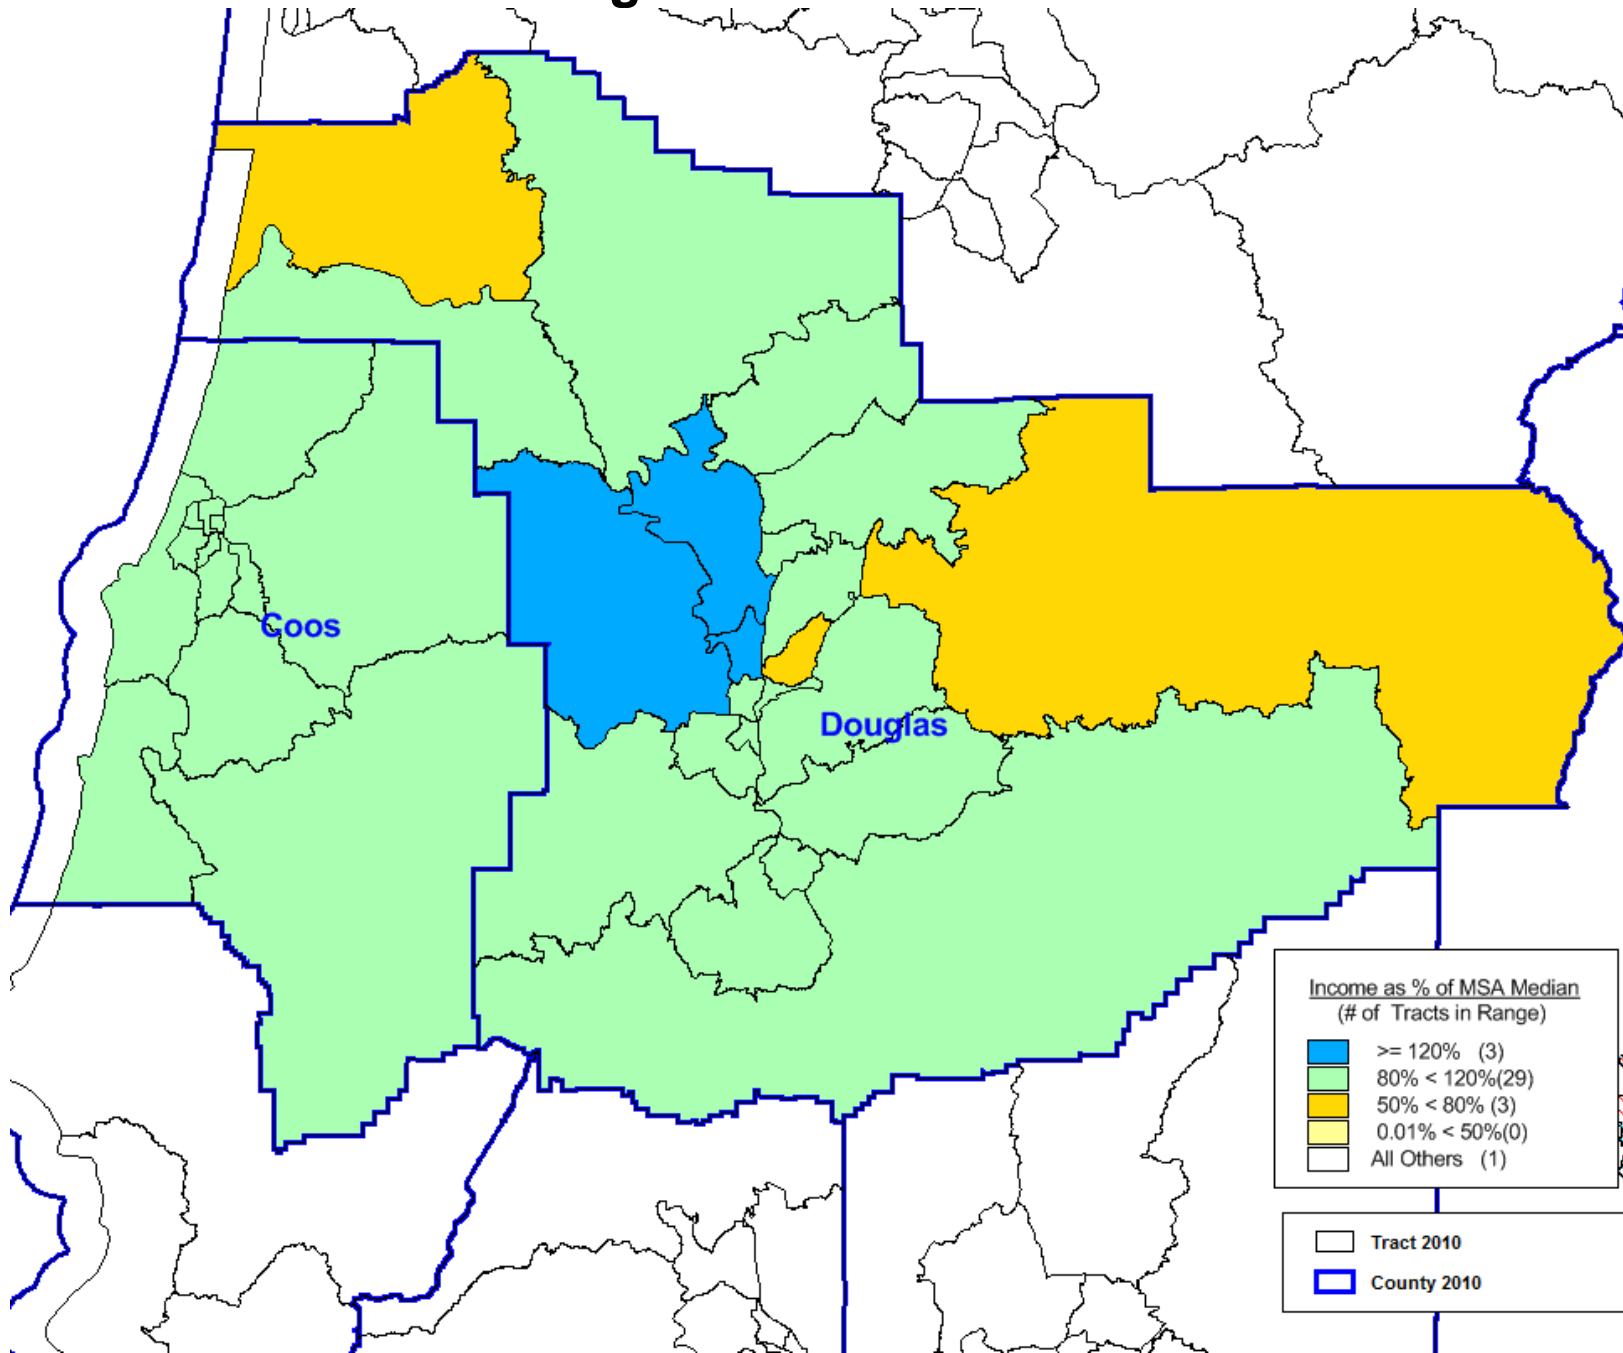 Coos
Douglas
Income as % of MSA Median
(# of Tracts in Range)
>= 120% (3)
80% < 120%(29)
50% < 80% (3)
0.01% < 50%(0)
All Others (1)
Tract 2010
County 2010